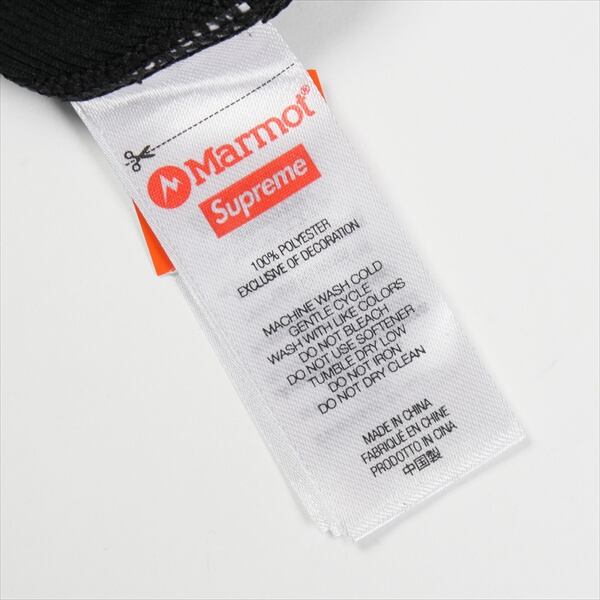 Marmot®
Supreme
100% POLYESTER
EXCLUSIVE OF DECORATION
MACHINE WASH COLD
GENTLE CYCLE
WASH WITH LIKE COLORS
DO NOT BLEACH
DO NOT USE SOFTENER
TUMBLE DRY LOW
DO NOT IRON
DO NOT DRY CLEAN
MADE IN CHINA
FABRIQUÉ EN CHINE
PRODOTTO IN CINA
中国製